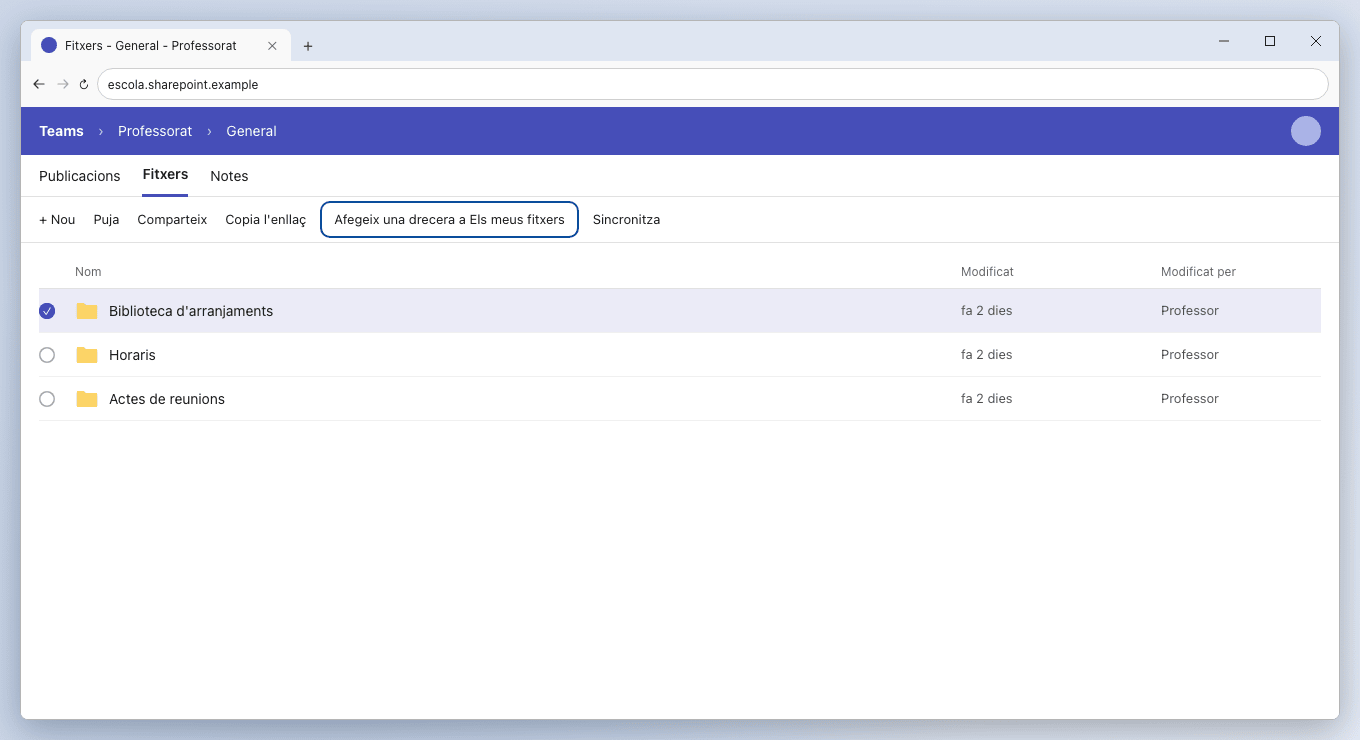 Fitxers - General - Professorat
escola.sharepoint.example
Teams › Professorat › General
Publicacions Fitxers Notes
+ Nou Puja Comparteix Copia l'enllaç Afegeix una drecera a Els meus fitxers Sincronitza
Nom Modificat Modificat per
Biblioteca d'arranjaments fa 2 dies Professor
Horaris fa 2 dies Professor
Actes de reunions fa 2 dies Professor